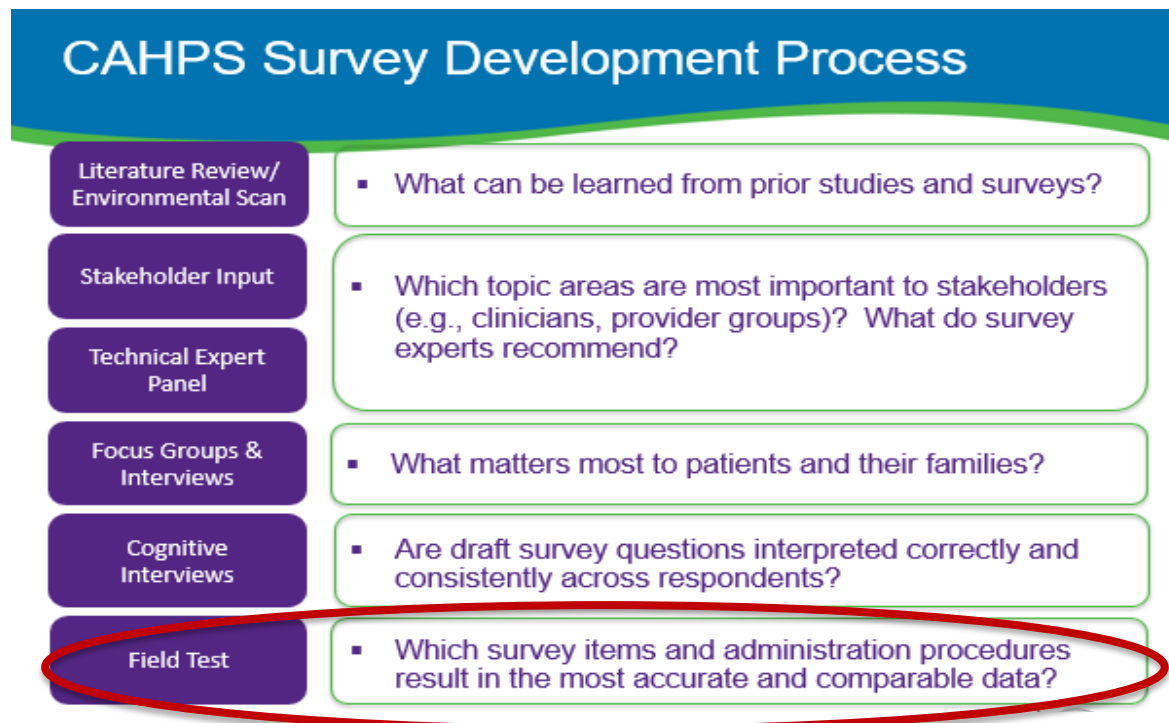 CAHPS Survey Development Process
Literature Review/
Environmental Scan
▪ What can be learned from prior studies and surveys?
Stakeholder Input
Technical Expert
Panel
▪ Which topic areas are most important to stakeholders
(e.g., clinicians, provider groups)? What do survey
experts recommend?
Focus Groups &
Interviews
▪ What matters most to patients and their families?
Cognitive
Interviews
▪ Are draft survey questions interpreted correctly and
consistently across respondents?
Field Test
▪ Which survey items and administration procedures
result in the most accurate and comparable data?